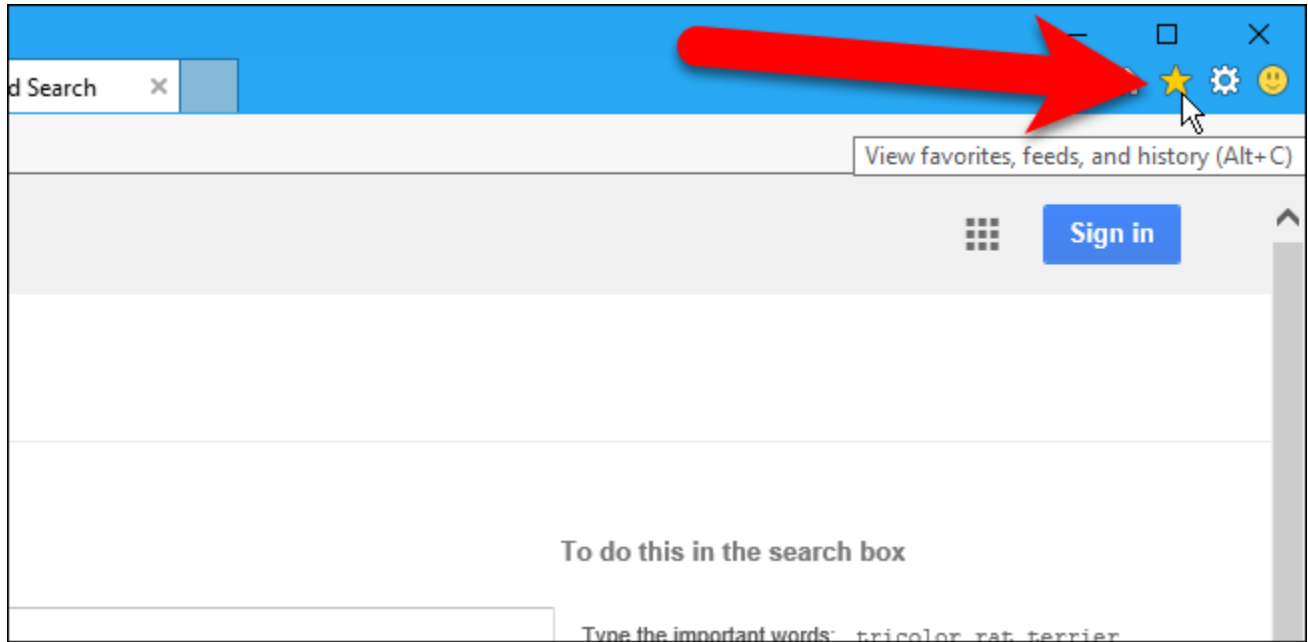 d Search
View favorites, feeds, and history (Alt+C)
Sign in
To do this in the search box
Type the important words: tricolor rat terrier